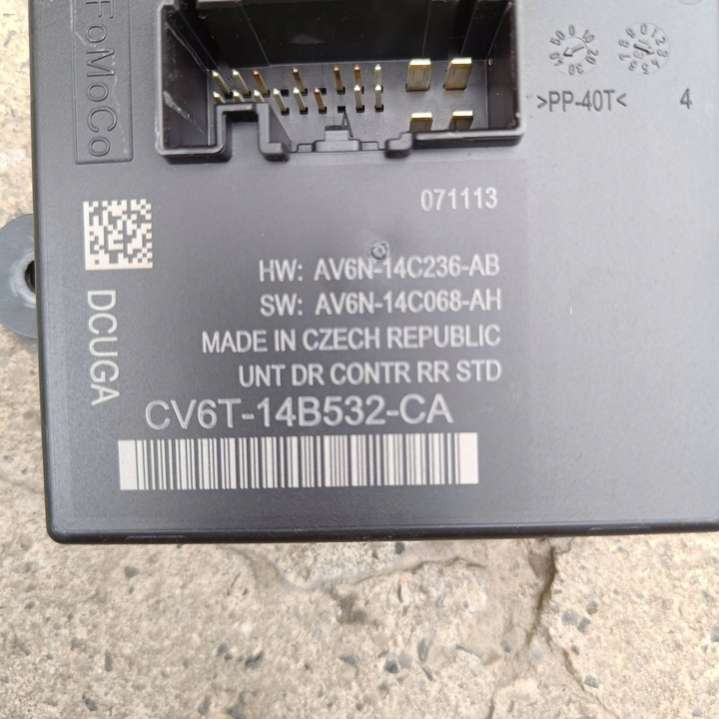 FoMoCo
>PP-40T<
4
071113
HW: AV6N-14C236-AB
SW: AV6N-14C068-AH
MADE IN CZECH REPUBLIC
UNT DR CONTR RR STD
DCUGA
CV6T-14B532-CA